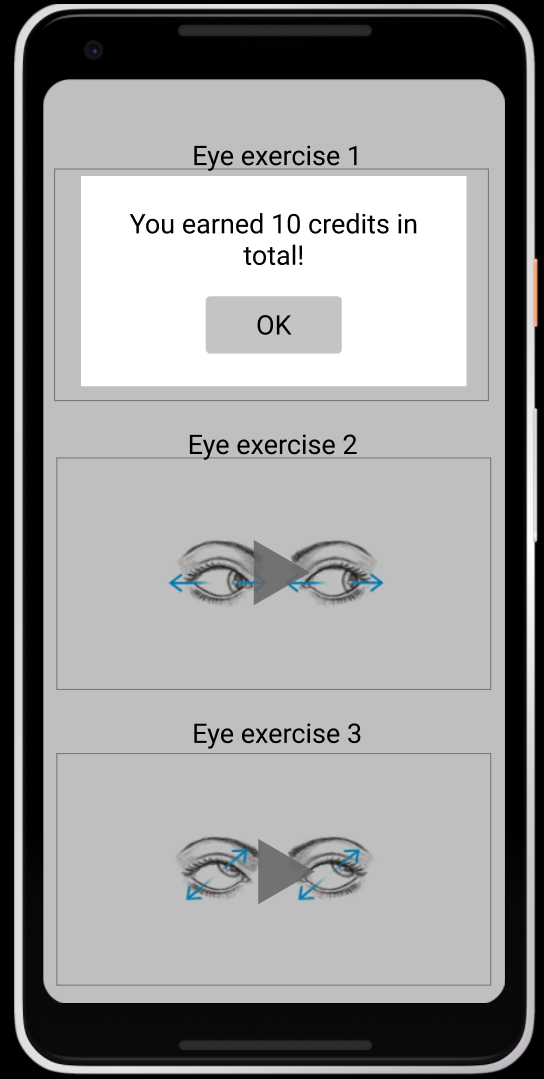 Eye exercise 1
You earned 10 credits in
total!
OK
Eye exercise 2
Eye exercise 3